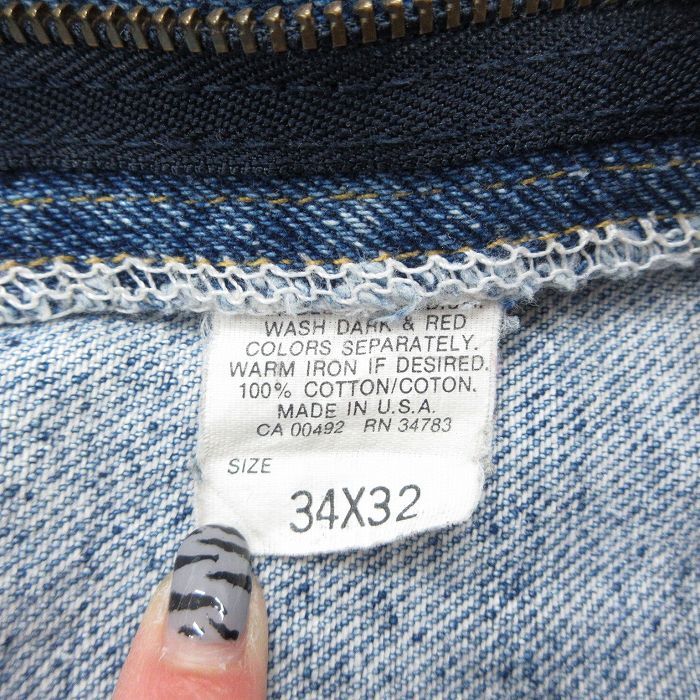 WASH DARK & RED
COLORS SEPARATELY.
WARM IRON IF DESIRED.
100% COTTON/COTON.
MADE IN U.S.A.
CA 00492 RN 34783
SIZE
34X32